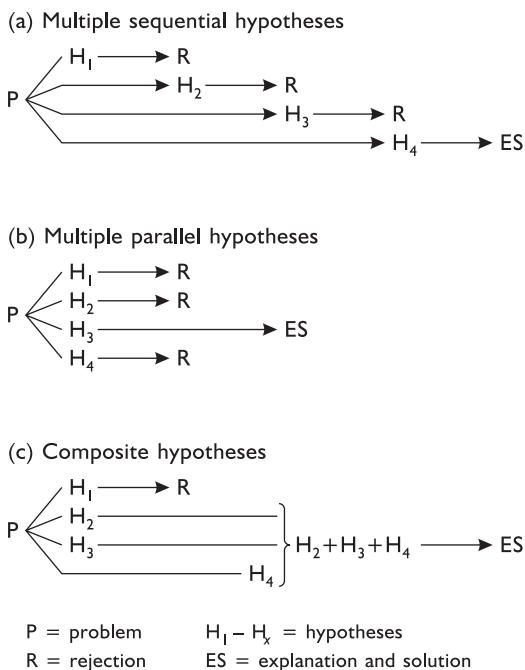 (a) Multiple sequential hypotheses
H₁ R
P H₂ R
H₃ R
H₄ ES
(b) Multiple parallel hypotheses
H₁ R
H₂ R
P H₃ ES
H₄ R
(c) Composite hypotheses
H₁ R
P H₂
H₃ H₂+H₃+H₄ ES
H₄
P = problem H₁ – Hₓ = hypotheses
R = rejection ES = explanation and solution